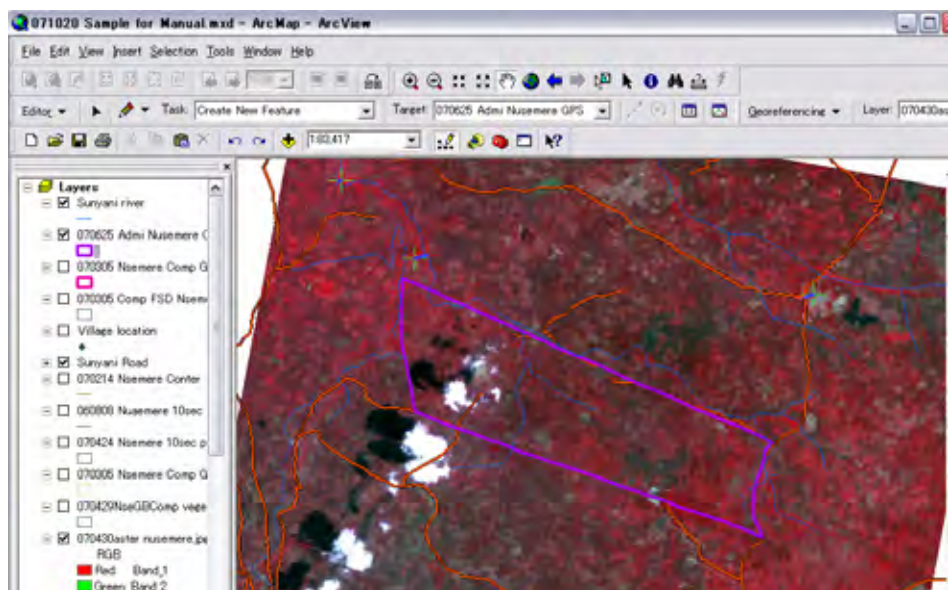 071020 Sample for Manual.mxd - ArcMap - ArcView
File Edit View Insert Selection Tools Window Help
Editor Task: Create New Feature Target: 070625 Admi Nusemere GPS Georeferencing Layer: 070430as
1:83,417
Layers
Sunyani river
070625 Admi Nusemere G
070305 Nsemere Comp G
070305 Comp FSD Nsem
Village location
Sunyani Road
070214 Nsemere Conter
060808 Nusemere 10sec
070424 Nsemere 10sec p
070305 Nsemere Comp G
070429NseGBComp vege
070430aster nusemere.jpg
RGB
Red: Band_1
Green: Band_2